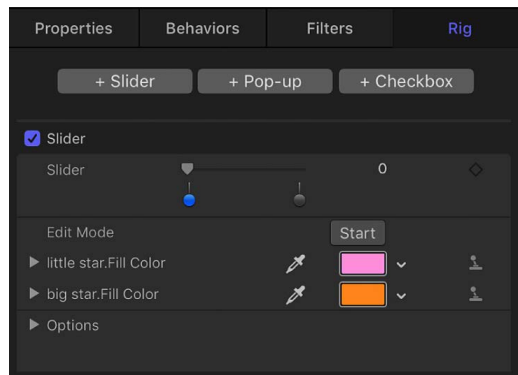 Properties Behaviors Filters Rig
+ Slider + Pop-up + Checkbox
Slider
Slider 0
Edit Mode Start
little star.Fill Color
big star.Fill Color
Options